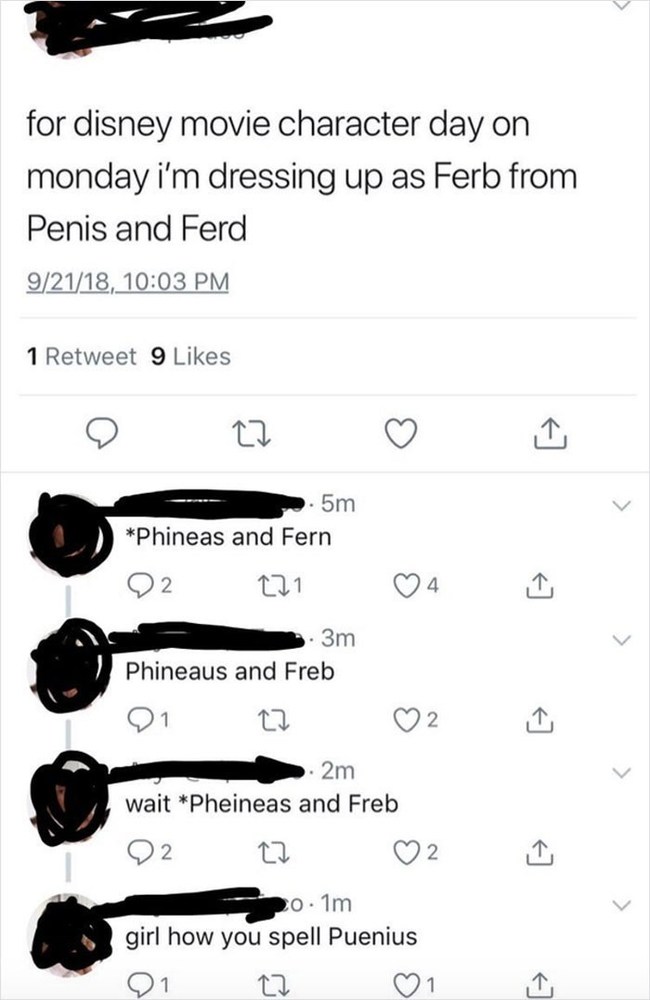 for disney movie character day on
monday i'm dressing up as Ferb from
Penis and Ferd
9/21/18, 10:03 PM
1 Retweet 9 Likes
· 5m
*Phineas and Fern
2 1 4
· 3m
Phineaus and Freb
1 2
· 2m
wait *Pheineas and Freb
2 2
· 1m
girl how you spell Puenius
1 1